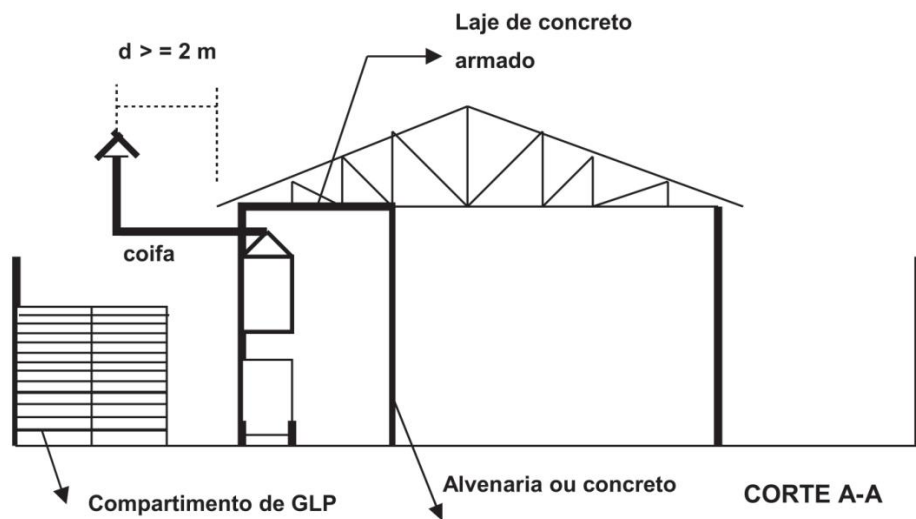 Laje de concreto
armado
d > = 2 m
coifa
Compartimento de GLP
Alvenaria ou concreto
CORTE A-A